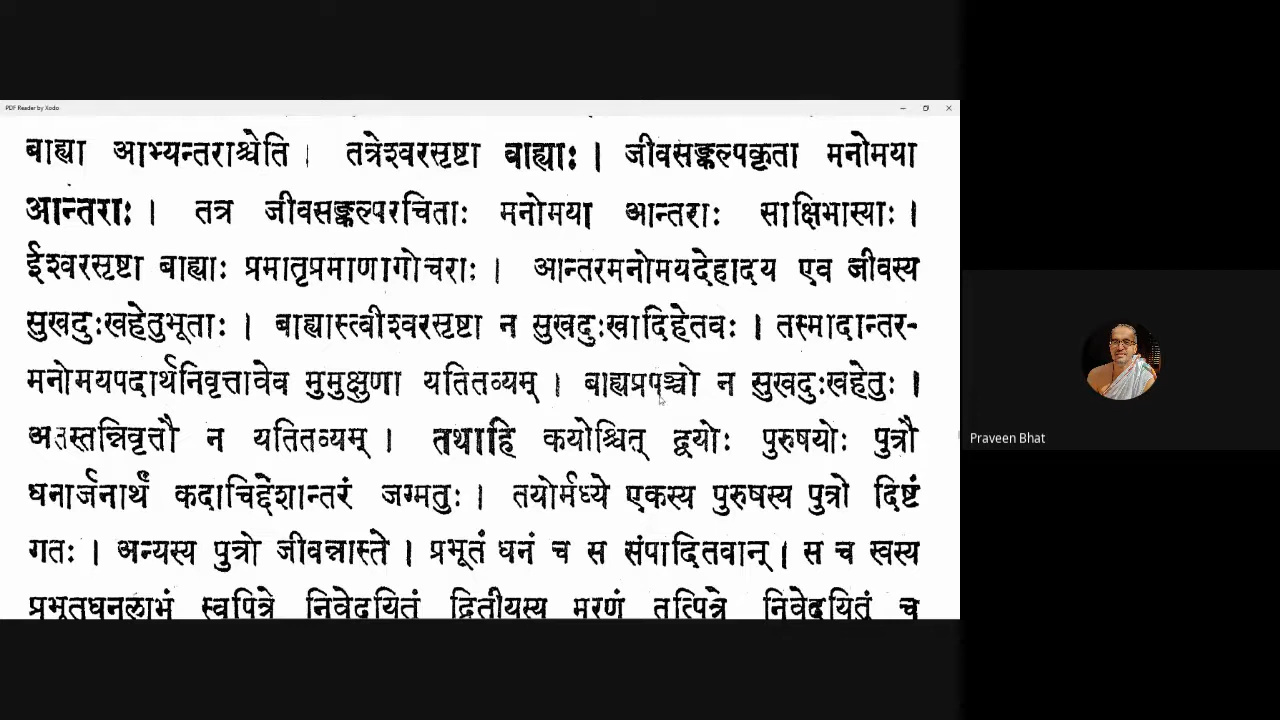 PDF Reader by Xodo
बाह्या आभ्यन्तराश्चेति । तत्रेश्वरसृष्टा बाह्याः । जीवसङ्कल्पकृता मनोमया
आन्तराः । तत्र जीवसङ्कल्परचिताः मनोमया आन्तराः साक्षिभास्याः ।
ईश्वरसृष्टा बाह्याः प्रमातृप्रमाणागोचराः । आन्तरमनोमयदेहादय एव जीवस्य
सुखदुःखहेतुभूताः । बाह्यास्त्वीश्वरसृष्टा न सुखदुःखादिहेतवः । तस्मादान्तर-
मनोमयपदार्थनिवृत्तावेव मुमुक्षुणा यतितव्यम् । बाह्यप्रपञ्चो न सुखदुःखहेतुः ।
अतस्तन्निवृत्तौ न यतितव्यम् । तथाहि कयोश्चित् द्वयोः पुरुषयोः पुत्रौ
धनार्जनार्थं कदाचिद्देशान्तरं जग्मतुः । तयोर्मध्ये एकस्य पुरुषस्य पुत्रो दिष्टं
गतः । अन्यस्य पुत्रो जीवन्नास्ते । प्रभूतं धनं च स संपादितवान् । स च स्वस्य
प्रभूतधनलाभं स्वपित्रे निवेदयितुं द्वितीयस्य मरणं तत्पित्रे निवेदयितुं च
Praveen Bhat